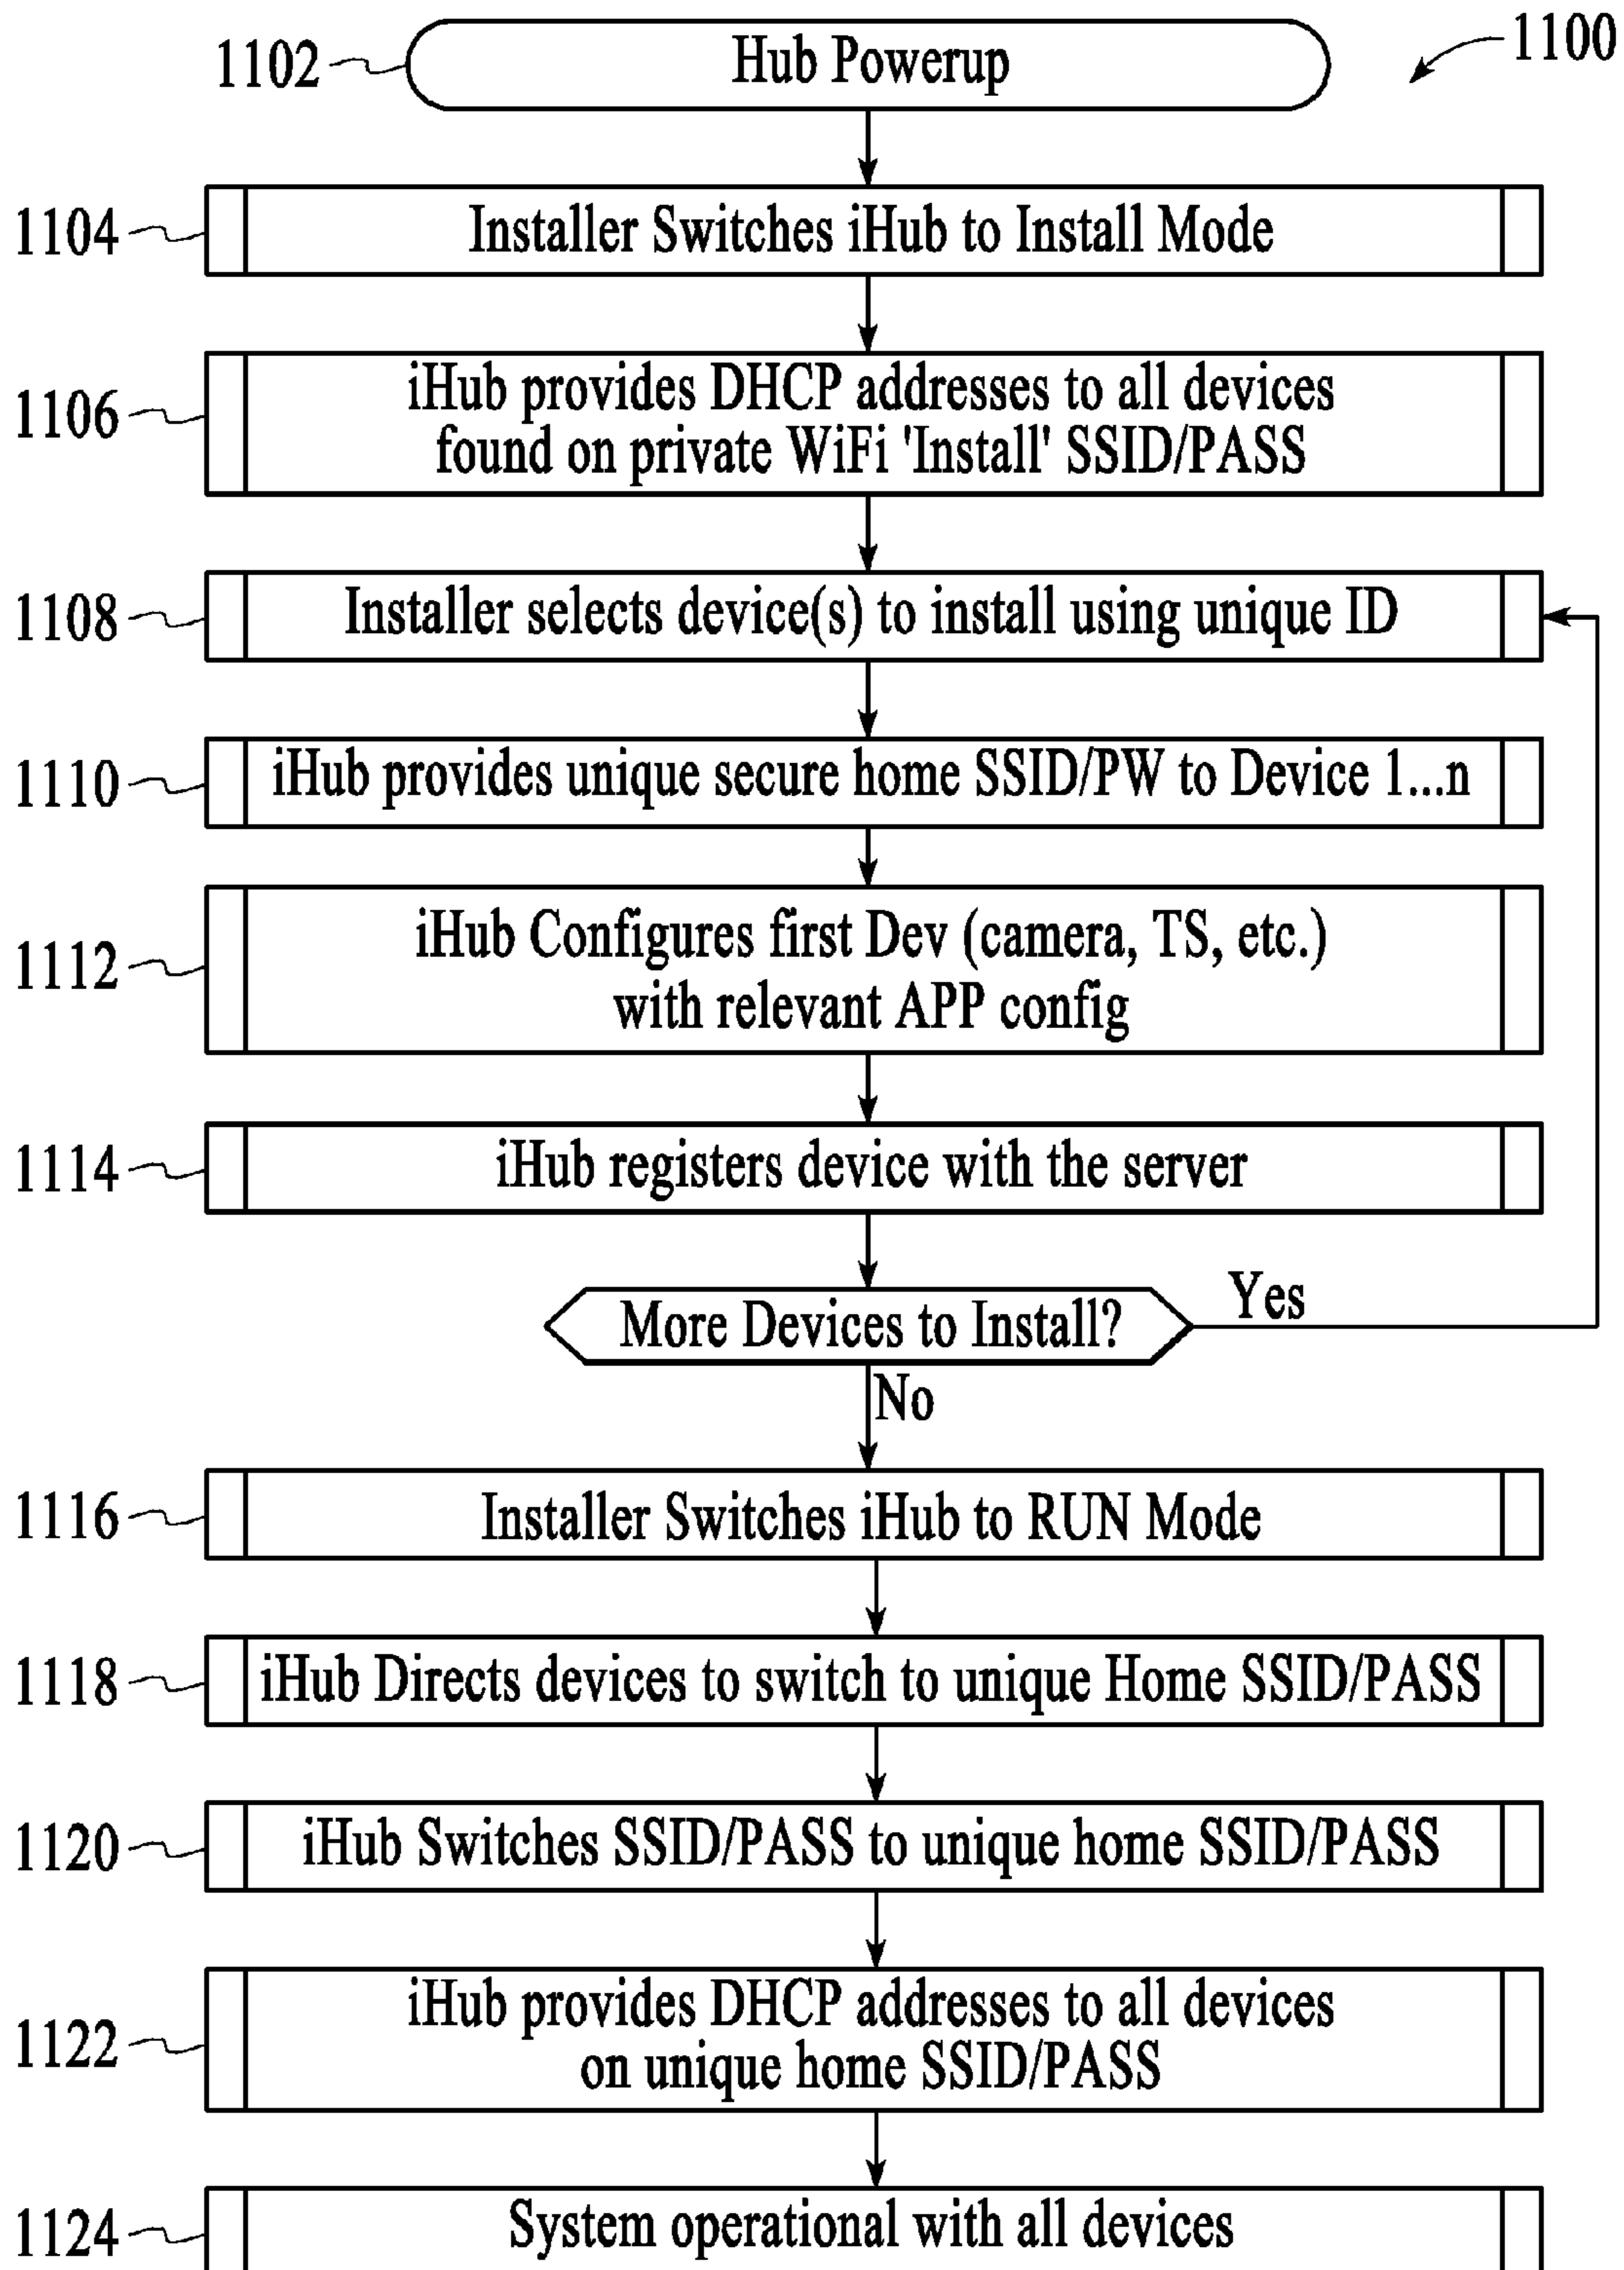 1102
Hub Powerup
1100
1104
Installer Switches iHub to Install Mode
1106
iHub provides DHCP addresses to all devices
found on private WiFi 'Install' SSID/PASS
1108
Installer selects device(s) to install using unique ID
1110
iHub provides unique secure home SSID/PW to Device 1...n
1112
iHub Configures first Dev (camera, TS, etc.)
with relevant APP config
1114
iHub registers device with the server
More Devices to Install?
Yes
No
1116
Installer Switches iHub to RUN Mode
1118
iHub Directs devices to switch to unique Home SSID/PASS
1120
iHub Switches SSID/PASS to unique home SSID/PASS
1122
iHub provides DHCP addresses to all devices
on unique home SSID/PASS
1124
System operational with all devices